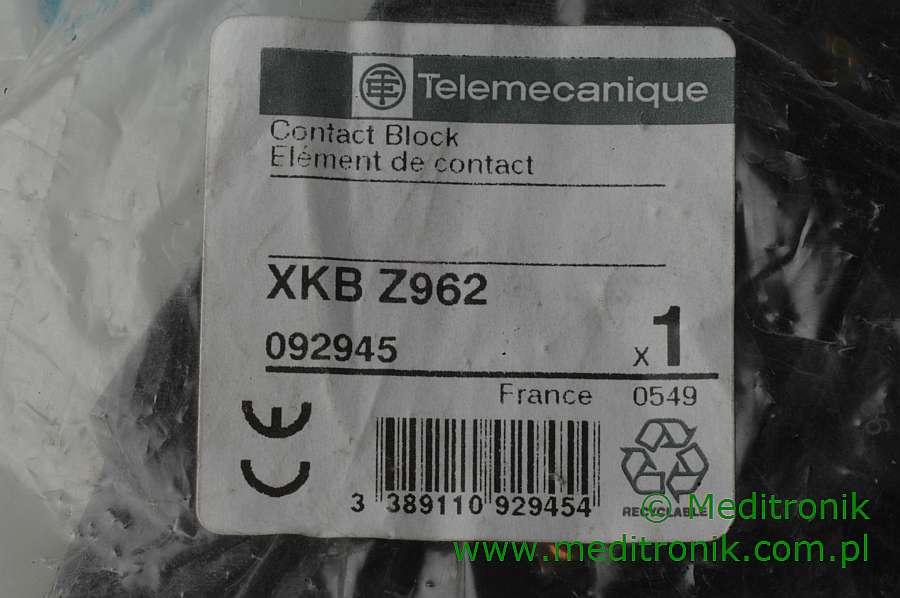 Telemecanique
Contact Block
Elément de contact
XKB Z962
092945
x 1
France 0549
3 389110 929454
RECYCLABLE
© Meditronik
www.meditronik.com.pl